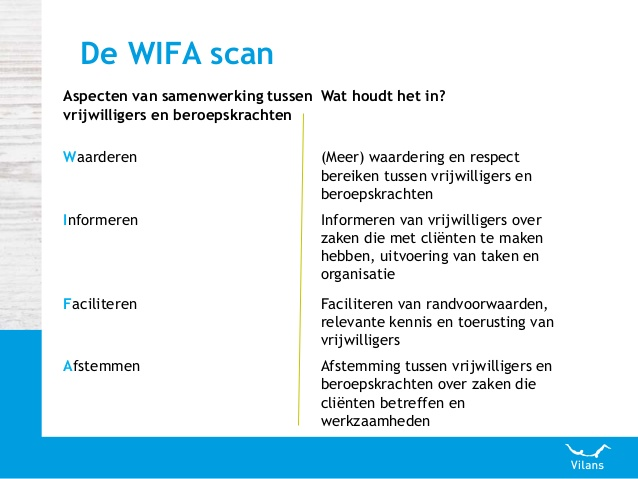 De WIFA scan
Aspecten van samenwerking tussen
vrijwilligers en beroepskrachten
Wat houdt het in?
Waarderen
(Meer) waardering en respect
bereiken tussen vrijwilligers en
beroepskrachten
Informeren
Informeren van vrijwilligers over
zaken die met cliënten te maken
hebben, uitvoering van taken en
organisatie
Faciliteren
Faciliteren van randvoorwaarden,
relevante kennis en toerusting van
vrijwilligers
Afstemmen
Afstemming tussen vrijwilligers en
beroepskrachten over zaken die
cliënten betreffen en
werkzaamheden
Vilans